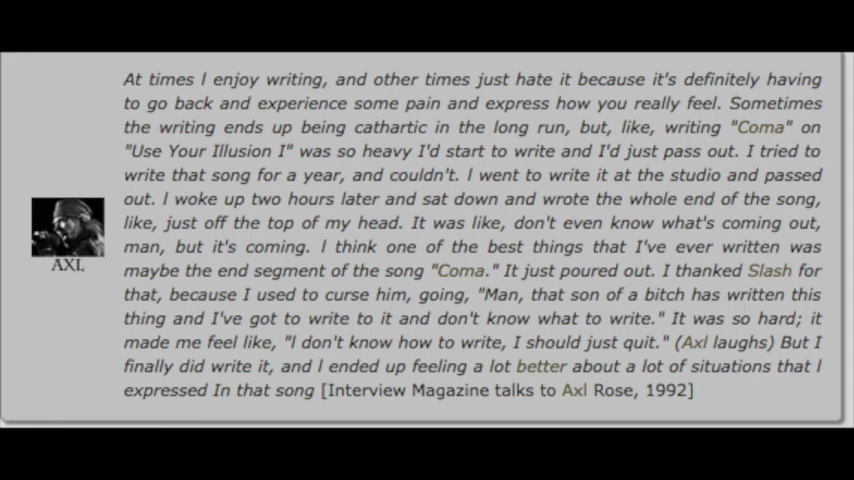 At times I enjoy writing, and other times just hate it because it's definitely having
to go back and experience some pain and express how you really feel. Sometimes
the writing ends up being cathartic in the long run, but, like, writing "Coma" on
"Use Your Illusion I" was so heavy I'd start to write and I'd just pass out. I tried to
write that song for a year, and couldn't. I went to write it at the studio and passed
out. I woke up two hours later and sat down and wrote the whole end of the song,
like, just off the top of my head. It was like, don't even know what's coming out,
man, but it's coming. I think one of the best things that I've ever written was
maybe the end segment of the song "Coma." It just poured out. I thanked Slash for
that, because I used to curse him, going, "Man, that son of a bitch has written this
thing and I've got to write to it and don't know what to write." It was so hard; it
made me feel like, "I don't know how to write, I should just quit." (Axl laughs) But I
finally did write it, and I ended up feeling a lot better about a lot of situations that I
expressed In that song [Interview Magazine talks to Axl Rose, 1992]
AXL